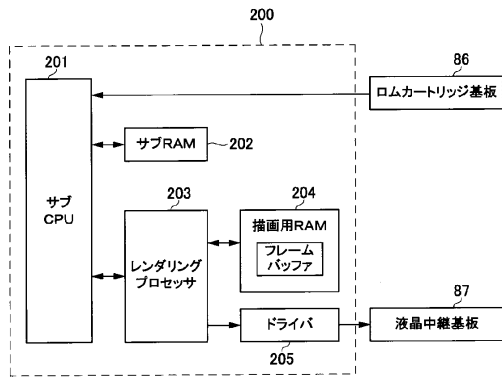 200
201
86
ロムカートリッジ基板
サブRAM
202
サブ
CPU
203
204
描画用RAM
フレーム
バッファ
レンダリング
プロセッサ
87
ドライバ
液晶中継基板
205